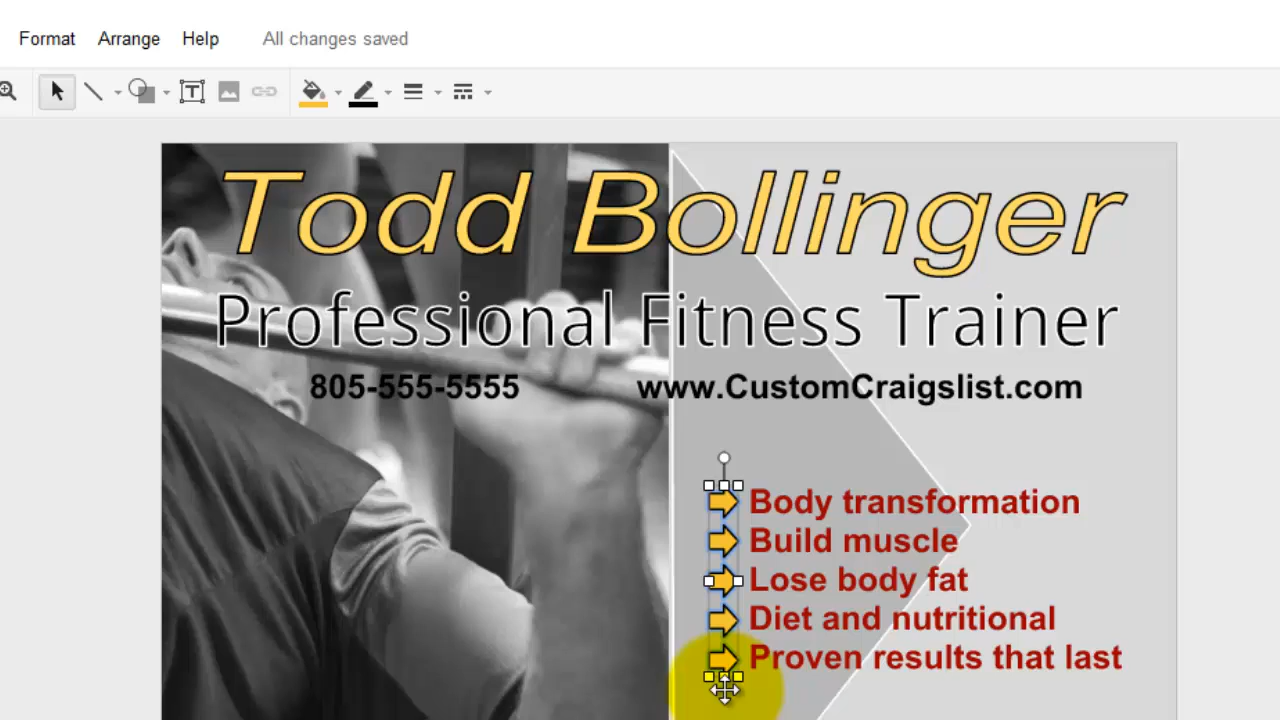 Format Arrange Help All changes saved
Todd Bollinger
Professional Fitness Trainer
805-555-5555 www.CustomCraigslist.com
Body transformation
Build muscle
Lose body fat
Diet and nutritional
Proven results that last